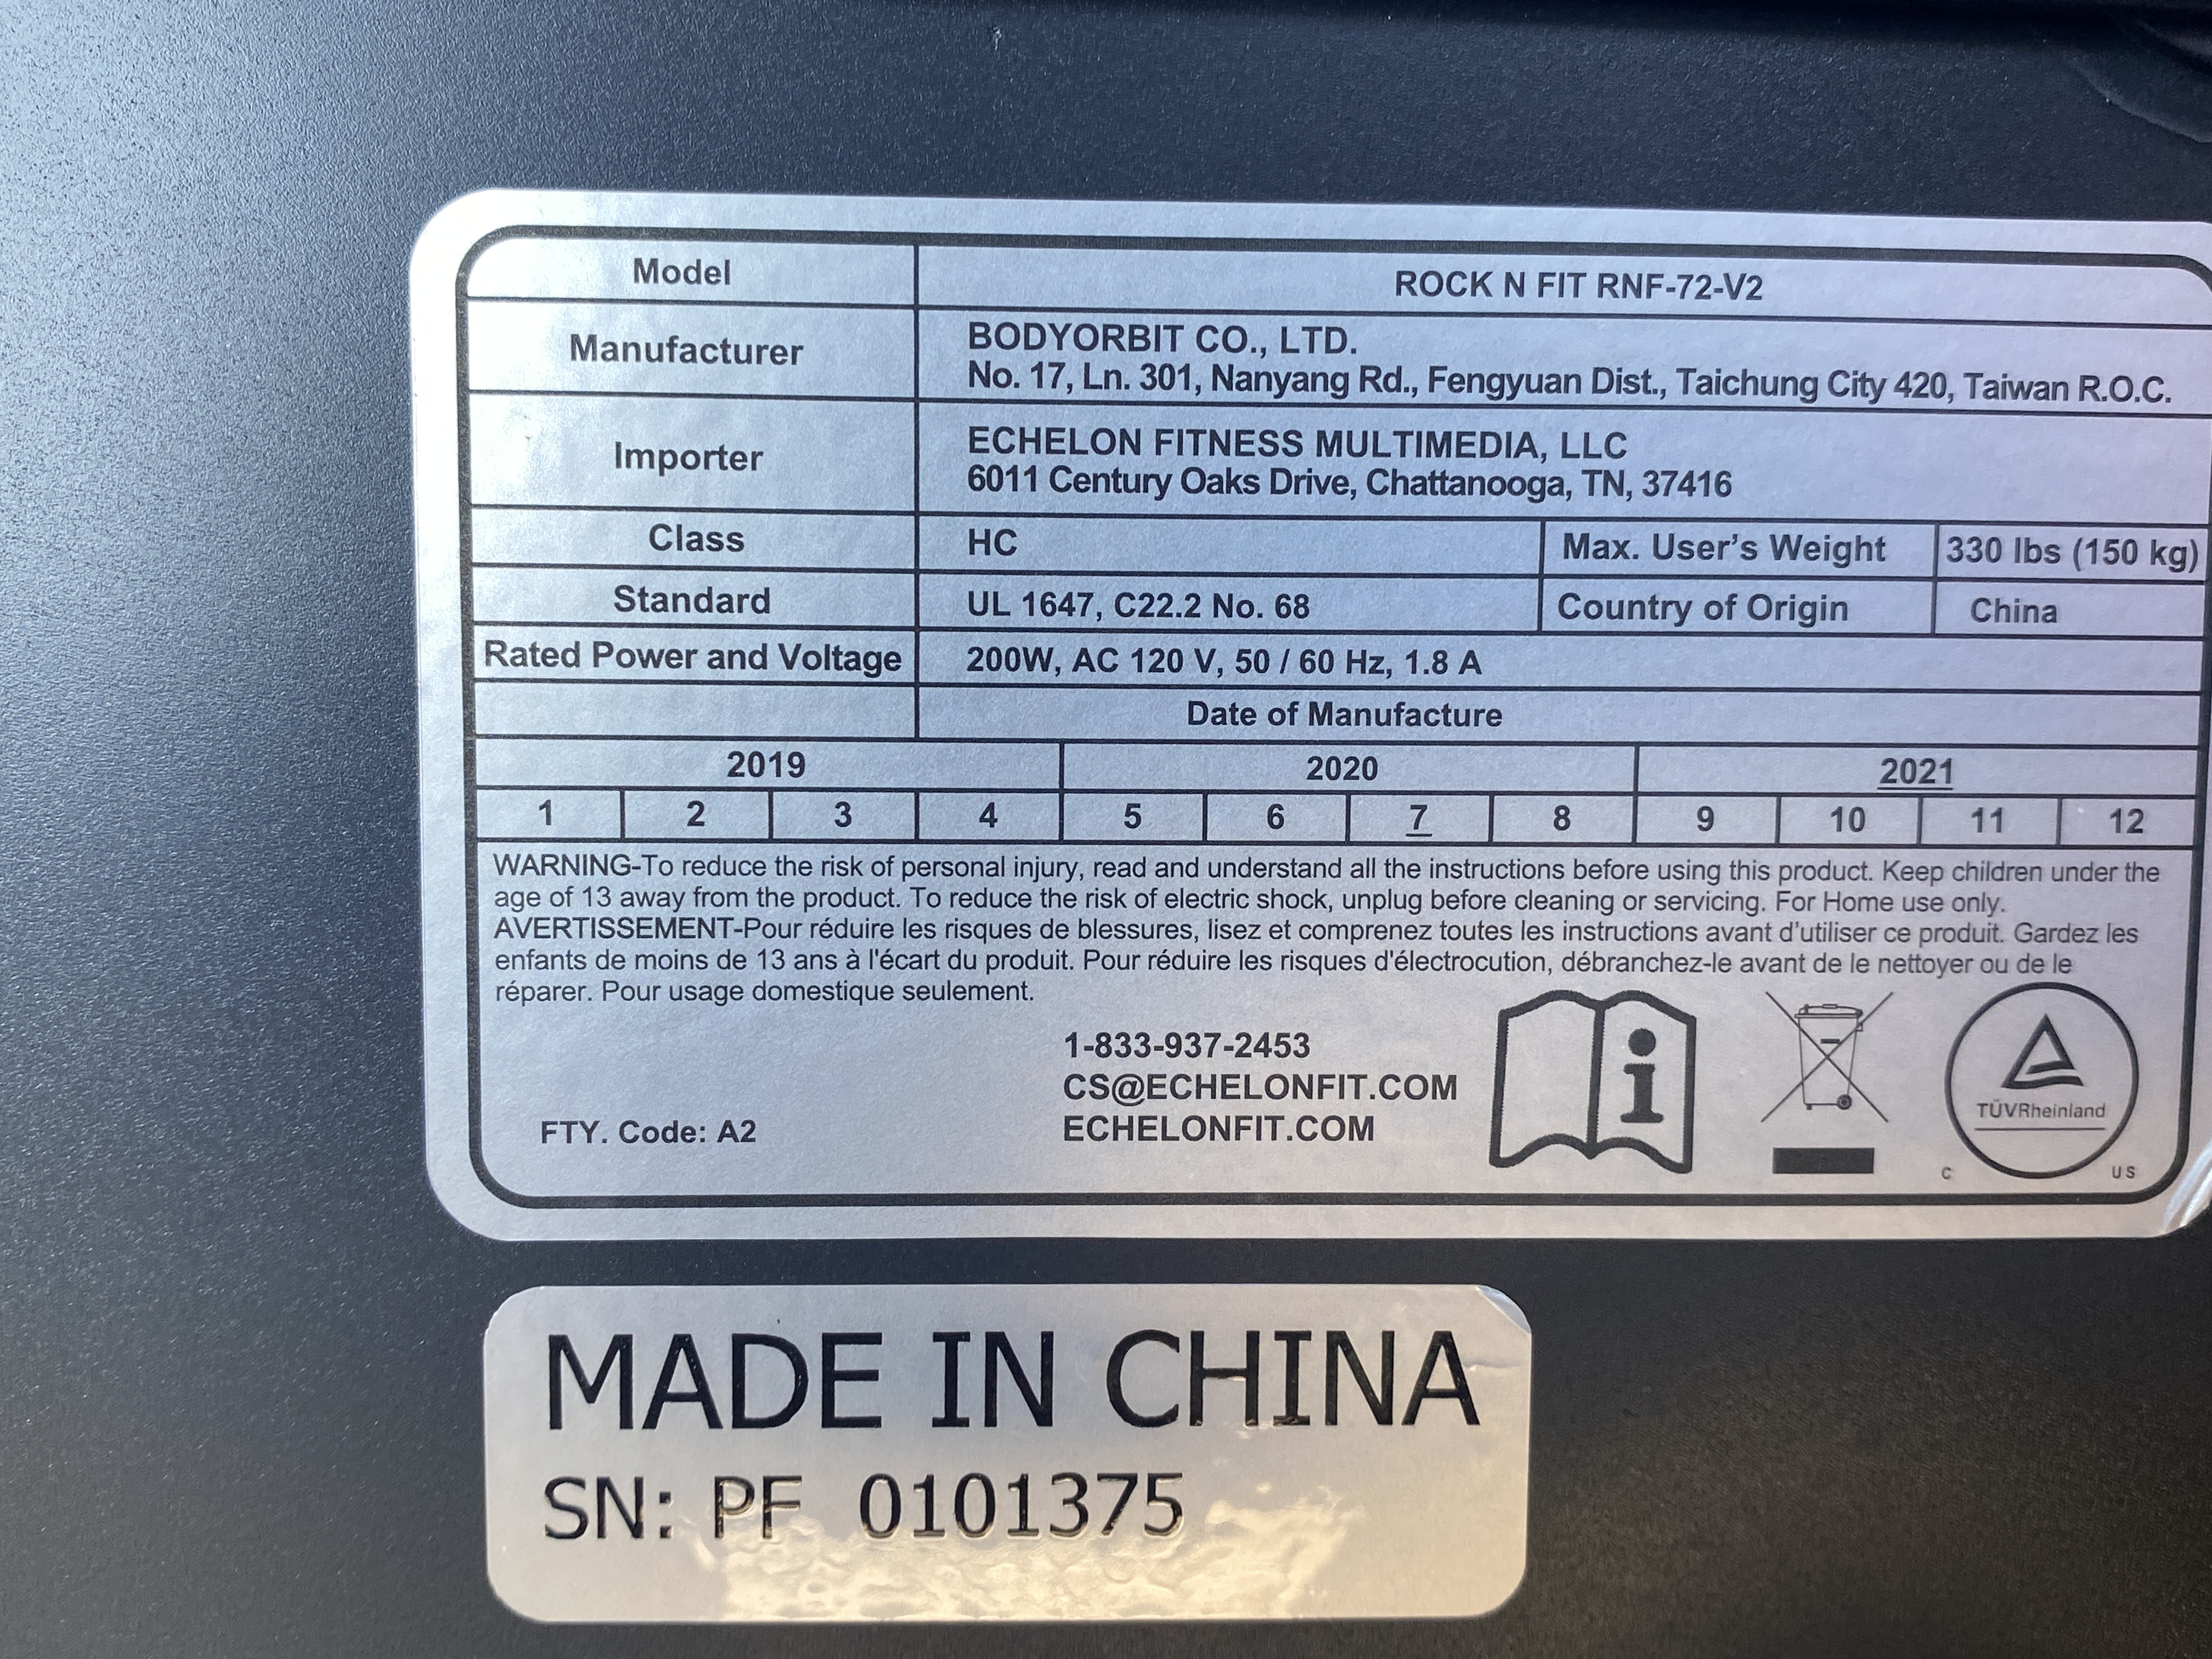 Model ROCK N FIT RNF-72-V2
Manufacturer BODYORBIT CO., LTD.
No. 17, Ln. 301, Nanyang Rd., Fengyuan Dist., Taichung City 420, Taiwan R.O.C.
Importer ECHELON FITNESS MULTIMEDIA, LLC
6011 Century Oaks Drive, Chattanooga, TN, 37416
Class HC Max. User's Weight 330 lbs (150 kg)
Standard UL 1647, C22.2 No. 68 Country of Origin China
Rated Power and Voltage 200W, AC 120 V, 50 / 60 Hz, 1.8 A
Date of Manufacture
2019 2020 2021
1 2 3 4 5 6 7 8 9 10 11 12
WARNING-To reduce the risk of personal injury, read and understand all the instructions before using this product. Keep children under the
age of 13 away from the product. To reduce the risk of electric shock, unplug before cleaning or servicing. For Home use only.
AVERTISSEMENT-Pour réduire les risques de blessures, lisez et comprenez toutes les instructions avant d'utiliser ce produit. Gardez les
enfants de moins de 13 ans à l'écart du produit. Pour réduire les risques d'électrocution, débranchez-le avant de le nettoyer ou de le
réparer. Pour usage domestique seulement.
1-833-937-2453
CS@ECHELONFIT.COM
FTY. Code: A2 ECHELONFIT.COM
i
TÜVRheinland
C US
MADE IN CHINA
SN: PF 0101375